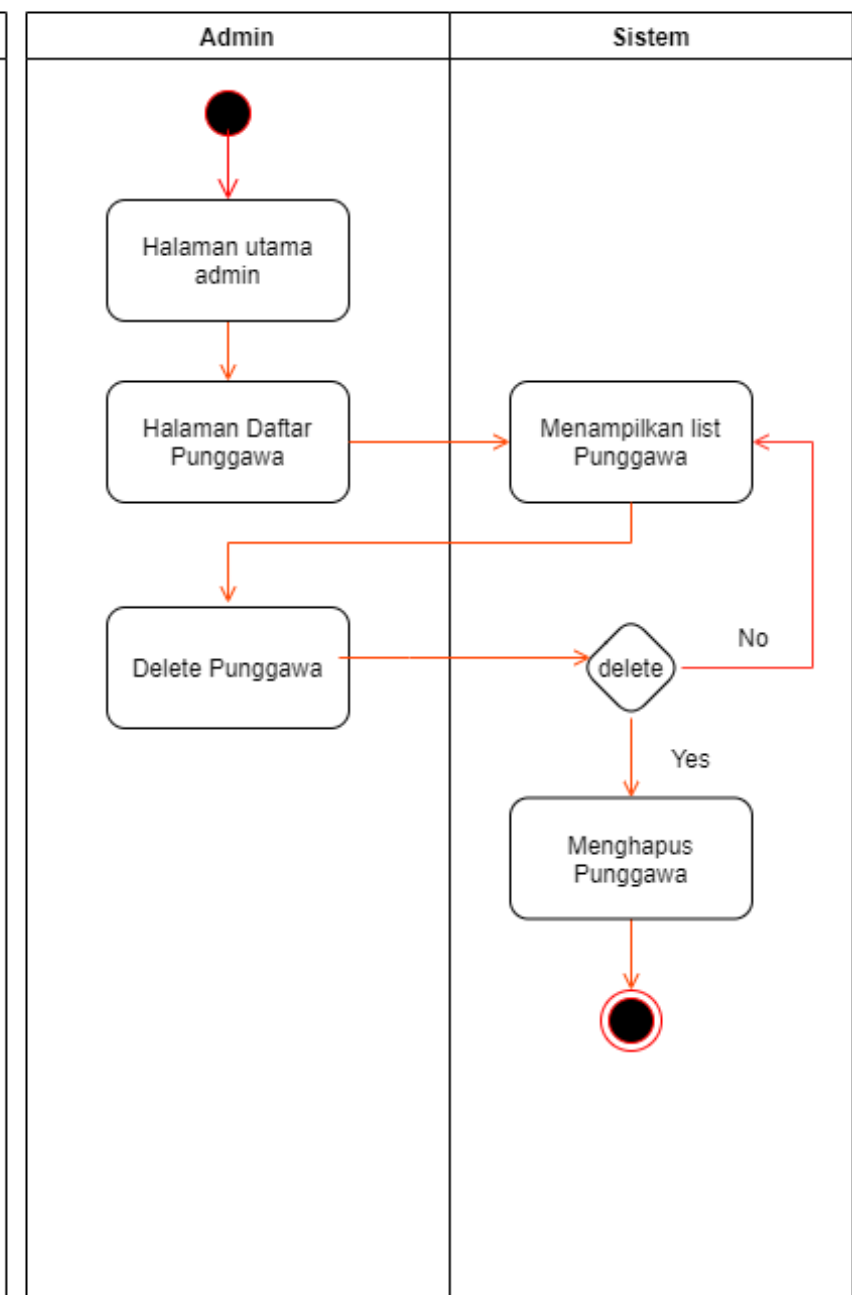 Admin
Sistem
Halaman utama
admin
Halaman Daftar
Punggawa
Menampilkan list
Punggawa
Delete Punggawa
delete
No
Yes
Menghapus
Punggawa